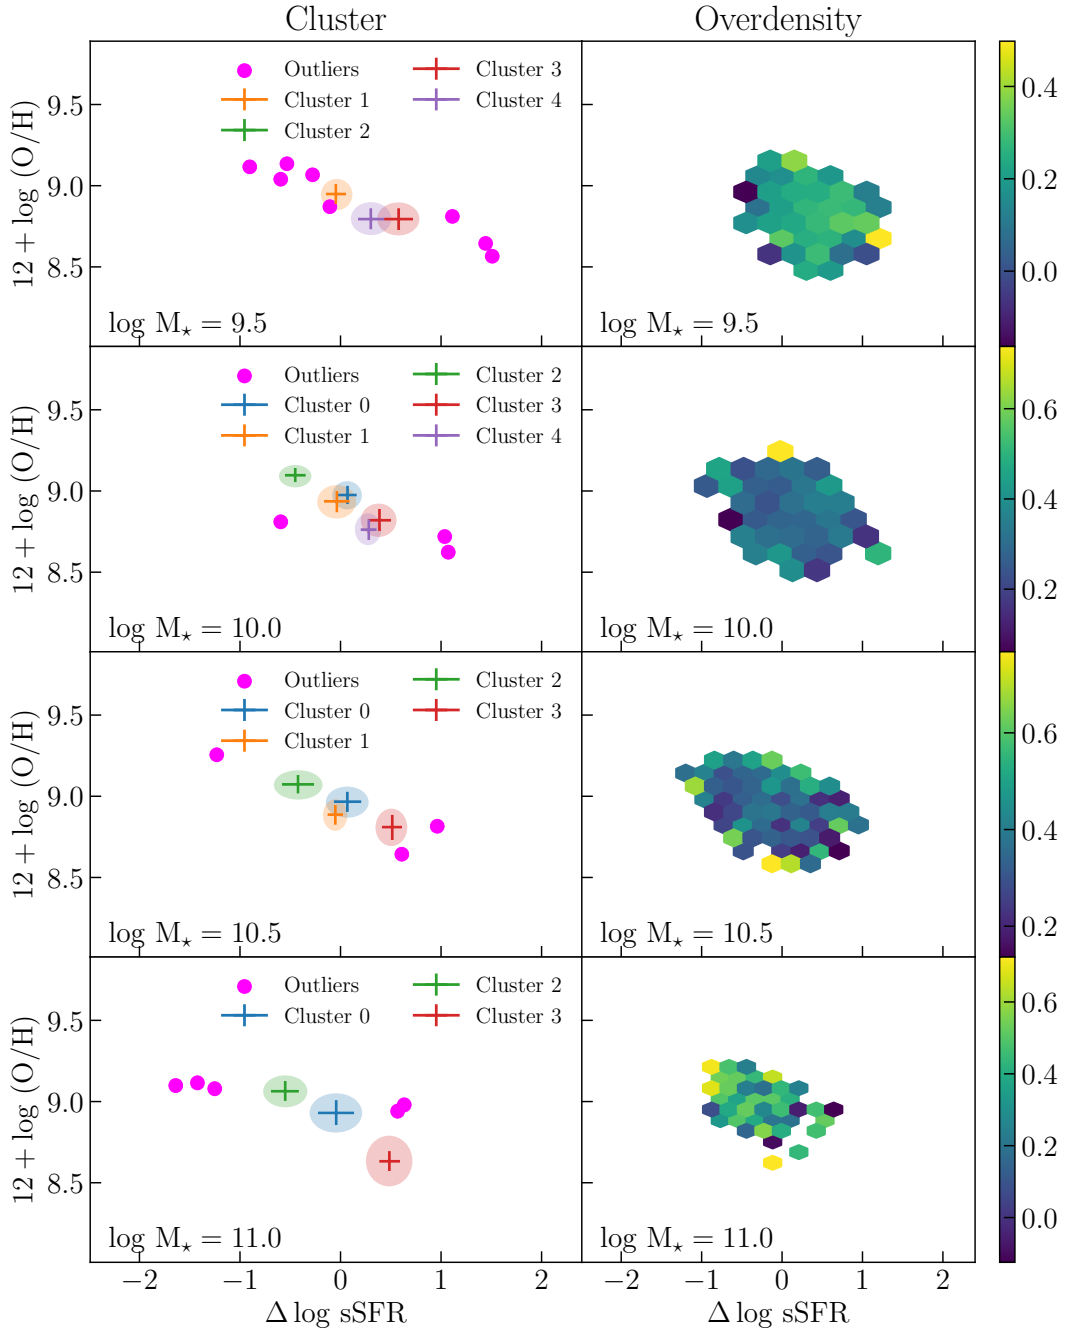 Cluster
Overdensity
Outliers
Cluster 1
Cluster 2
Cluster 3
Cluster 4
12 + log (O/H)
9.5
9.0
8.5
log M⋆ = 9.5
log M⋆ = 9.5
0.4
0.2
0.0
Outliers
Cluster 0
Cluster 1
Cluster 2
Cluster 3
Cluster 4
12 + log (O/H)
9.5
9.0
8.5
log M⋆ = 10.0
log M⋆ = 10.0
0.6
0.4
0.2
Outliers
Cluster 0
Cluster 1
Cluster 2
Cluster 3
12 + log (O/H)
9.5
9.0
8.5
log M⋆ = 10.5
log M⋆ = 10.5
0.6
0.4
0.2
Outliers
Cluster 0
Cluster 2
Cluster 3
12 + log (O/H)
9.5
9.0
8.5
log M⋆ = 11.0
log M⋆ = 11.0
0.6
0.4
0.2
0.0
−2 −1 0 1 2
−2 −1 0 1 2
Δ log sSFR
Δ log sSFR